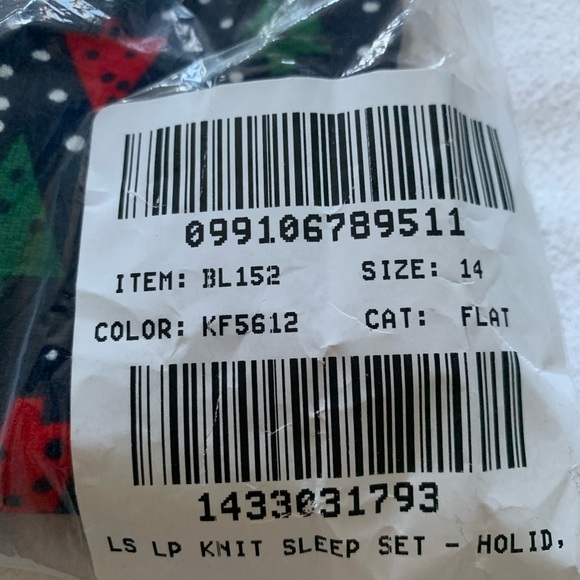 099106789511
ITEM: BL152 SIZE: 14
COLOR: KF5612 CAT: FLAT
1433031793
LS LP KNIT SLEEP SET - HOLID,